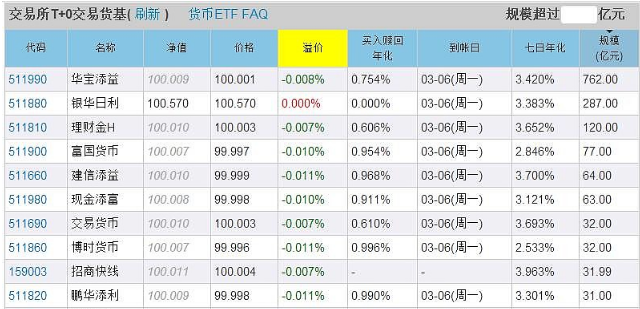 交易所T+0交易货基( 刷新 ) 货币ETF FAQ 规模超过 亿元
代码 名称 净值 价格 溢价 买入赎回年化 到帐日 七日年化 规模(亿元)
511990 华宝添益 100.009 100.001 -0.008% 0.754% 03-06(周一) 3.420% 762.00
511880 银华日利 100.570 100.570 0.000% 0.000% 03-06(周一) 3.383% 287.00
511810 理财金H 100.010 100.003 -0.007% 0.606% 03-06(周一) 3.652% 120.00
511900 富国货币 100.007 99.997 -0.010% 0.954% 03-06(周一) 2.846% 77.00
511660 建信添益 100.010 99.999 -0.011% 0.968% 03-06(周一) 3.700% 64.00
511980 现金添富 100.008 99.998 -0.010% 0.911% 03-06(周一) 3.121% 63.00
511690 交易货币 100.010 100.003 -0.007% 0.610% 03-06(周一) 3.693% 32.00
511860 博时货币 100.007 99.996 -0.011% 0.996% 03-06(周一) 2.533% 32.00
159003 招商快线 100.011 100.004 -0.007% - - 3.963% 31.99
511820 鹏华添利 100.009 99.998 -0.011% 0.990% 03-06(周一) 3.301% 31.00